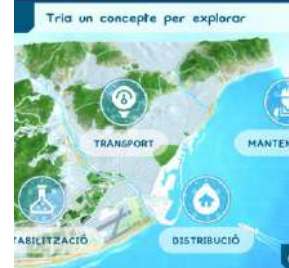 Tria un concepte per explorar
TRANSPORT
MANTEN
TABILITZACIÓ
DISTRIBUCIÓ